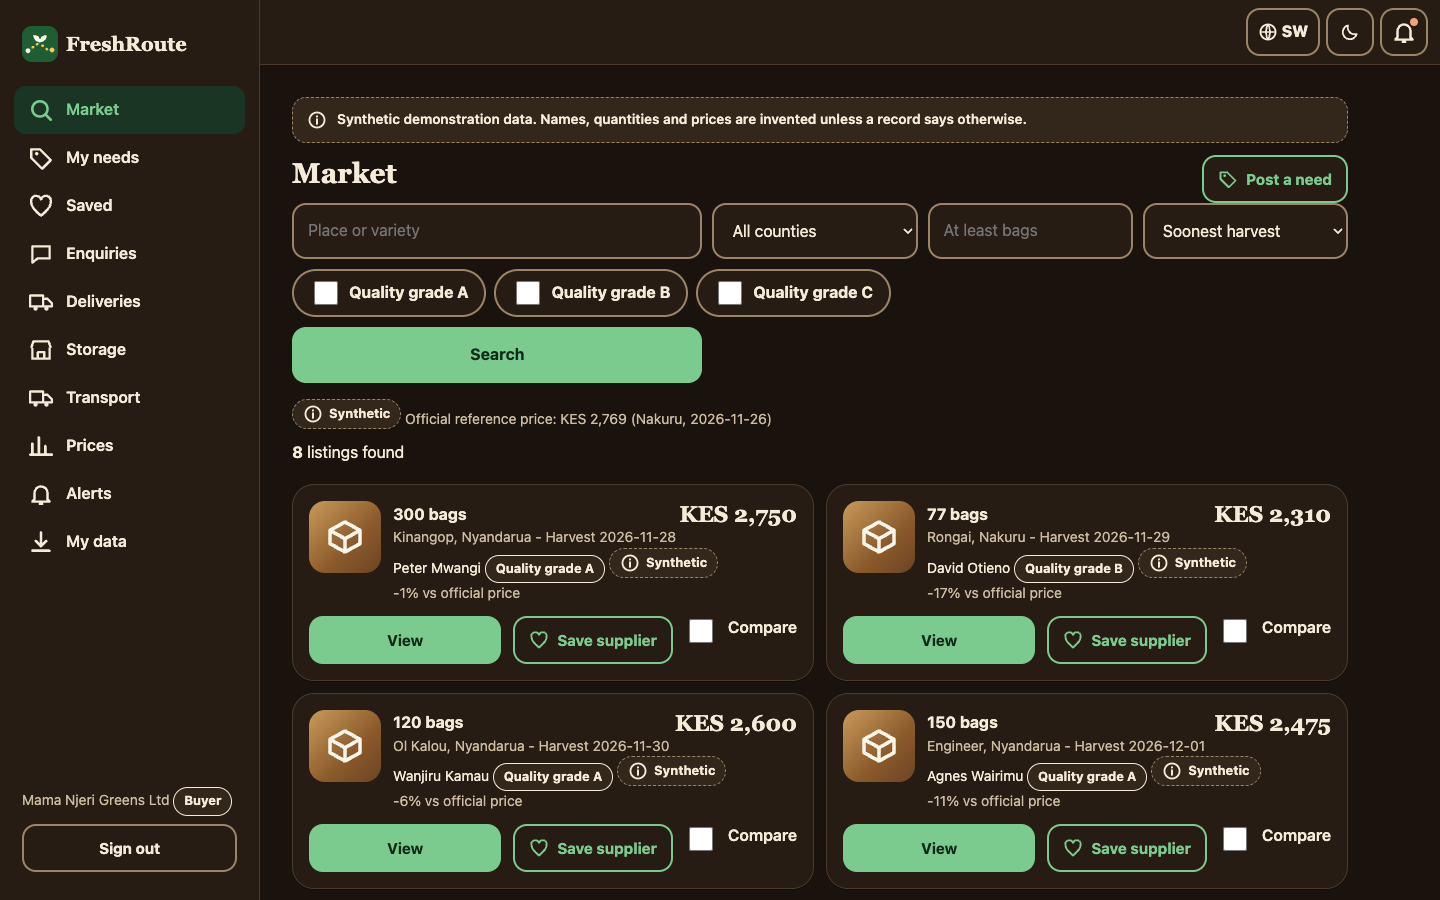 FreshRoute
SW
Market
My needs
Saved
Enquiries
Deliveries
Storage
Transport
Prices
Alerts
My data
Mama Njeri Greens Ltd Buyer
Sign out
Synthetic demonstration data. Names, quantities and prices are invented unless a record says otherwise.
Market
Post a need
Place or variety
All counties
At least bags
Soonest harvest
Quality grade A
Quality grade B
Quality grade C
Search
Synthetic Official reference price: KES 2,769 (Nakuru, 2026-11-26)
8 listings found
300 bags
KES 2,750
Kinangop, Nyandarua - Harvest 2026-11-28
Peter Mwangi Quality grade A Synthetic
-1% vs official price
View
Save supplier
Compare
77 bags
KES 2,310
Rongai, Nakuru - Harvest 2026-11-29
David Otieno Quality grade B Synthetic
-17% vs official price
View
Save supplier
Compare
120 bags
KES 2,600
Ol Kalou, Nyandarua - Harvest 2026-11-30
Wanjiru Kamau Quality grade A Synthetic
-6% vs official price
View
Save supplier
Compare
150 bags
KES 2,475
Engineer, Nyandarua - Harvest 2026-12-01
Agnes Wairimu Quality grade A Synthetic
-11% vs official price
View
Save supplier
Compare